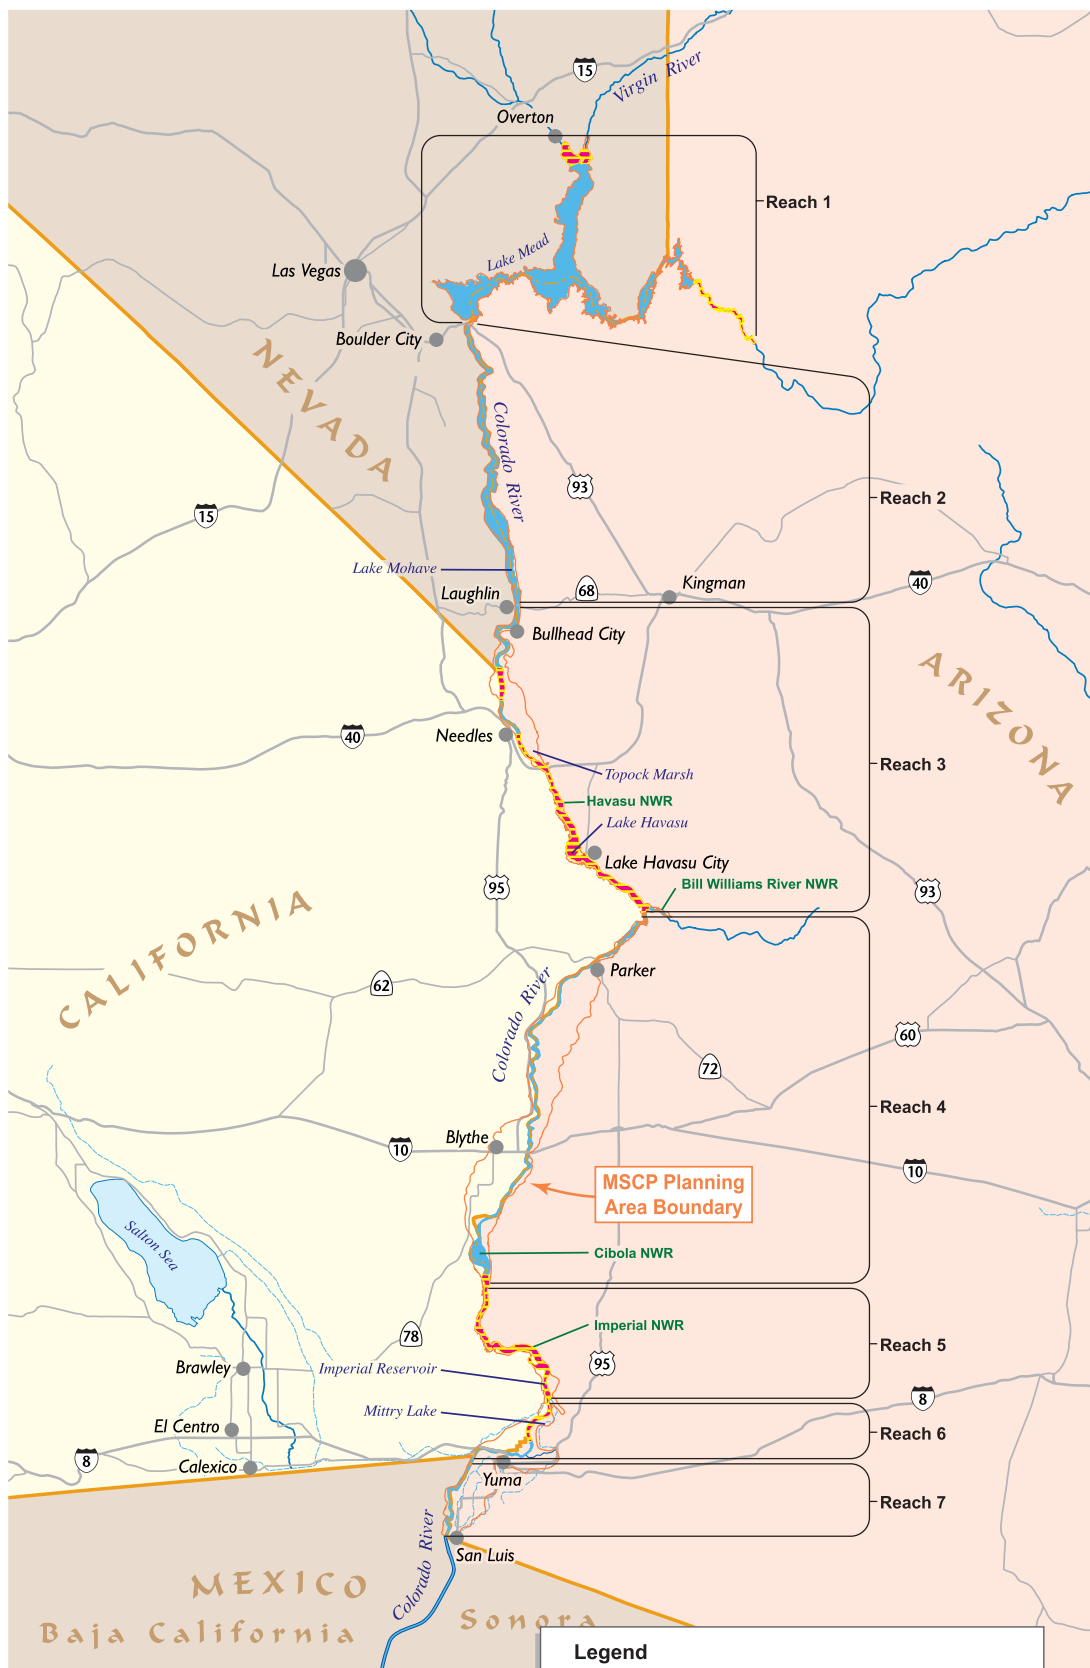 15
Virgin River
Overton
Reach 1
Lake Mead
Las Vegas
Boulder City
NEVADA
Colorado River
93
Reach 2
15
Lake Mohave
Laughlin
68
Kingman
40
Bullhead City
ARIZONA
40
Needles
Reach 3
Topock Marsh
Havasu NWR
Lake Havasu
Lake Havasu City
95
Bill Williams River NWR
93
CALIFORNIA
62
Parker
Colorado River
60
72
Reach 4
Blythe
10
10
MSCP Planning
Area Boundary
Salton Sea
Cibola NWR
78
Imperial NWR
Reach 5
95
Brawley
Imperial Reservoir
8
Mittry Lake
El Centro
Reach 6
8
Calexico
Yuma
Reach 7
Colorado River
San Luis
MEXICO
Baja California
Sonora
Legend